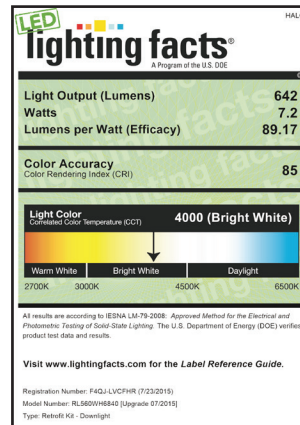 HALO
LED
lighting facts®
A Program of the U.S. DOE
Light Output (Lumens) 642
Watts 7.2
Lumens per Watt (Efficacy) 89.17
Color Accuracy 85
Color Rendering Index (CRI)
Light Color 4000 (Bright White)
Correlated Color Temperature (CCT)
Warm White Bright White Daylight
2700K 3000K 4500K 6500K
All results are according to IESNA LM-79-2008: Approved Method for the Electrical and
Photometric Testing of Solid-State Lighting. The U.S. Department of Energy (DOE) verifies
product test data and results.
Visit www.lightingfacts.com for the Label Reference Guide.
Registration Number: F4QJ-LVCFHR (7/23/2015)
Model Number: RL560WH6840 [Upgrade 07/2015]
Type: Retrofit Kit - Downlight